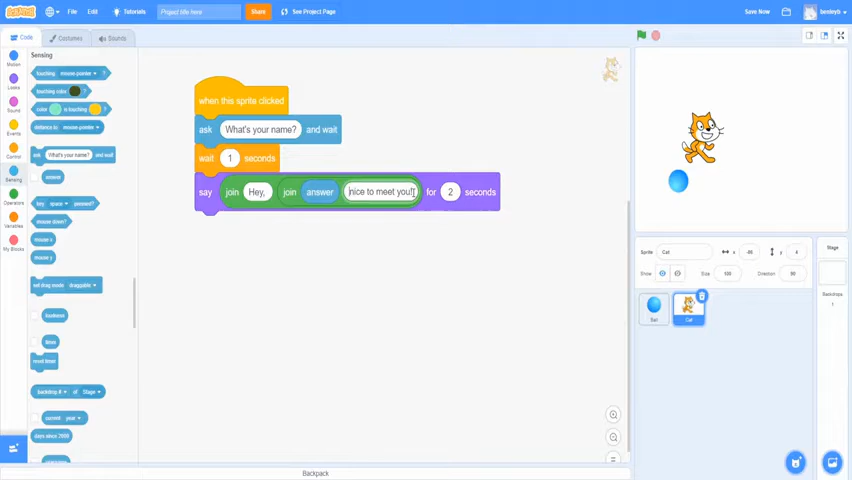 SCRATCH
File
Edit
Tutorials
Project title here
Share
See Project Page
Save Now
Code
Costumes
Sounds
Motion
Looks
Sound
Events
Control
Sensing
Operators
Variables
My Blocks
Sensing
touching mouse-pointer ?
touching color ?
color is touching ?
distance to mouse-pointer
ask What's your name? and wait
answer
key space pressed?
mouse down?
mouse x
mouse y
set drag mode draggable
loudness
timer
reset timer
backdrop # of Stage
current year
days since 2000
when this sprite clicked
ask What's your name? and wait
wait 1 seconds
say join Hey, join answer nice to meet you! for 2 seconds
Sprite Cat x y 4
Show Size 100 Direction 90
Ball
Cat
Stage
Backdrops
1
Backpack